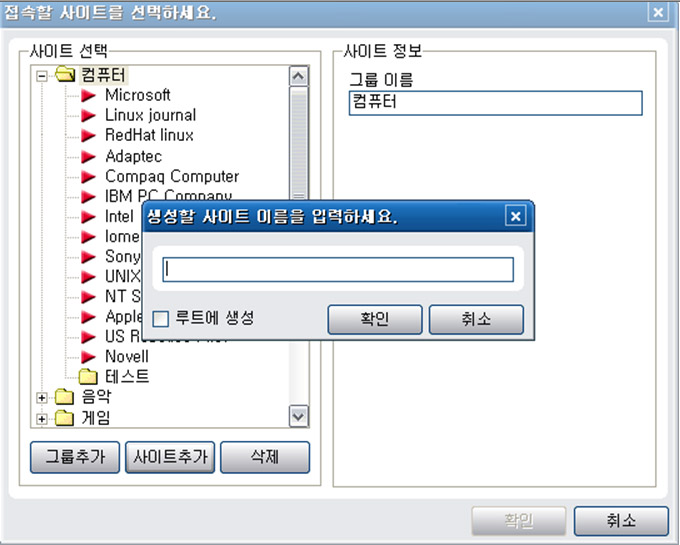 접속할 사이트를 선택하세요.
사이트 선택
컴퓨터
Microsoft
Linux journal
RedHat linux
Adaptec
Compaq Computer
IBM PC Company
Intel
Iome
Sony
UNIX
NT S
Apple
US
Novell
테스트
음악
게임
그룹추가
사이트추가
삭제
사이트 정보
그룹 이름
컴퓨터
생성할 사이트 이름을 입력하세요.
루트에 생성
확인
취소
확인
취소